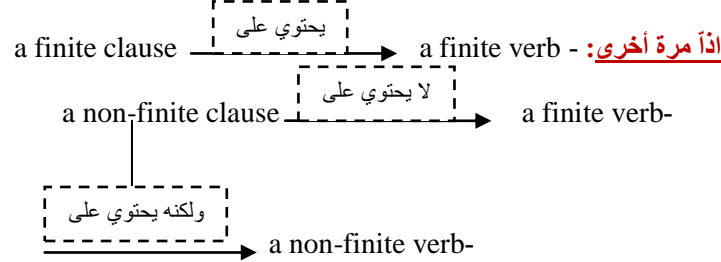 اذاّ مرة أخرى: - a finite clause يحتوي على a finite verb
a non-finite clause لا يحتوي على a finite verb-
ولكنه يحتوي على a non-finite verb-